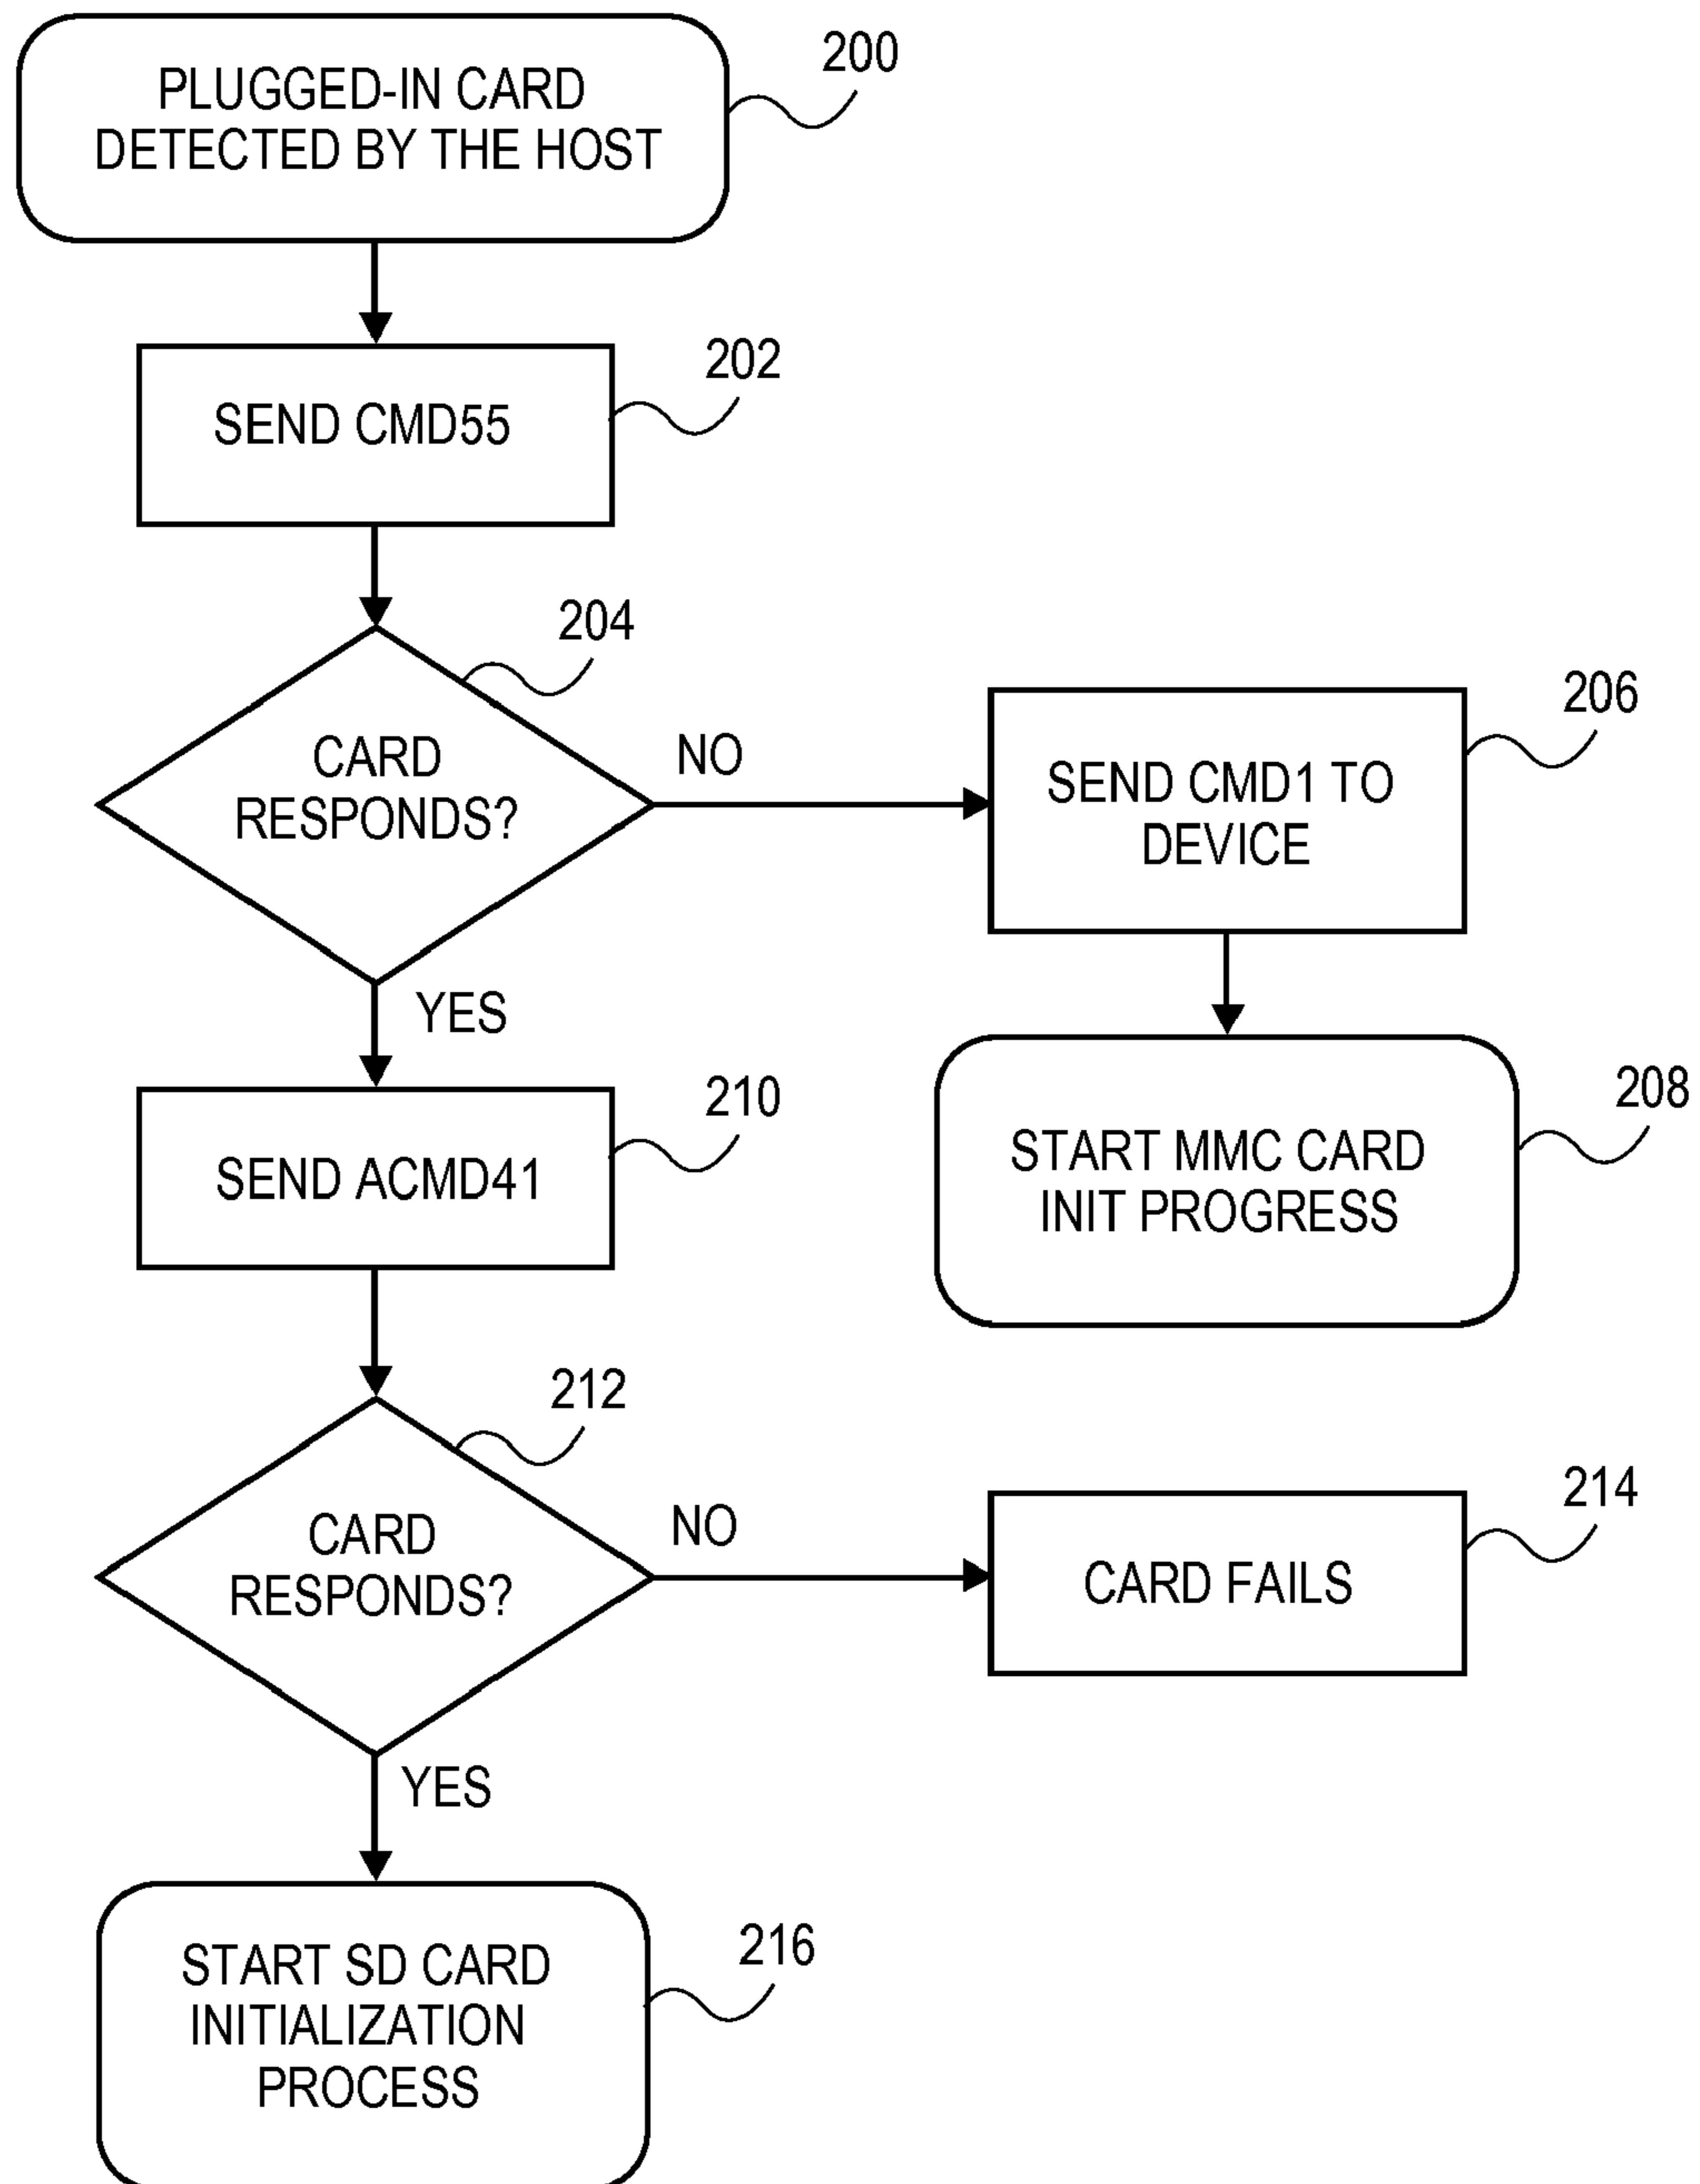 PLUGGED-IN CARD
DETECTED BY THE HOST
200
SEND CMD55
202
CARD
RESPONDS?
204
NO
SEND CMD1 TO
DEVICE
206
YES
START MMC CARD
INIT PROGRESS
208
SEND ACMD41
210
CARD
RESPONDS?
212
NO
CARD FAILS
214
YES
START SD CARD
INITIALIZATION
PROCESS
216